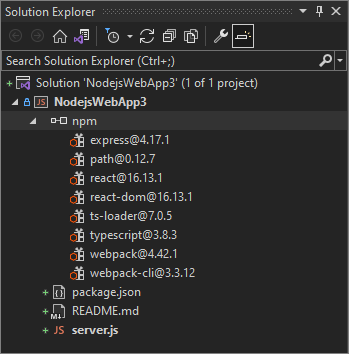 Solution Explorer
Search Solution Explorer (Ctrl+;)
Solution 'NodejsWebApp3' (1 of 1 project)
JS NodejsWebApp3
npm
express@4.17.1
path@0.12.7
react@16.13.1
react-dom@16.13.1
ts-loader@7.0.5
typescript@3.8.3
webpack@4.42.1
webpack-cli@3.3.12
package.json
M↓ README.md
JS server.js